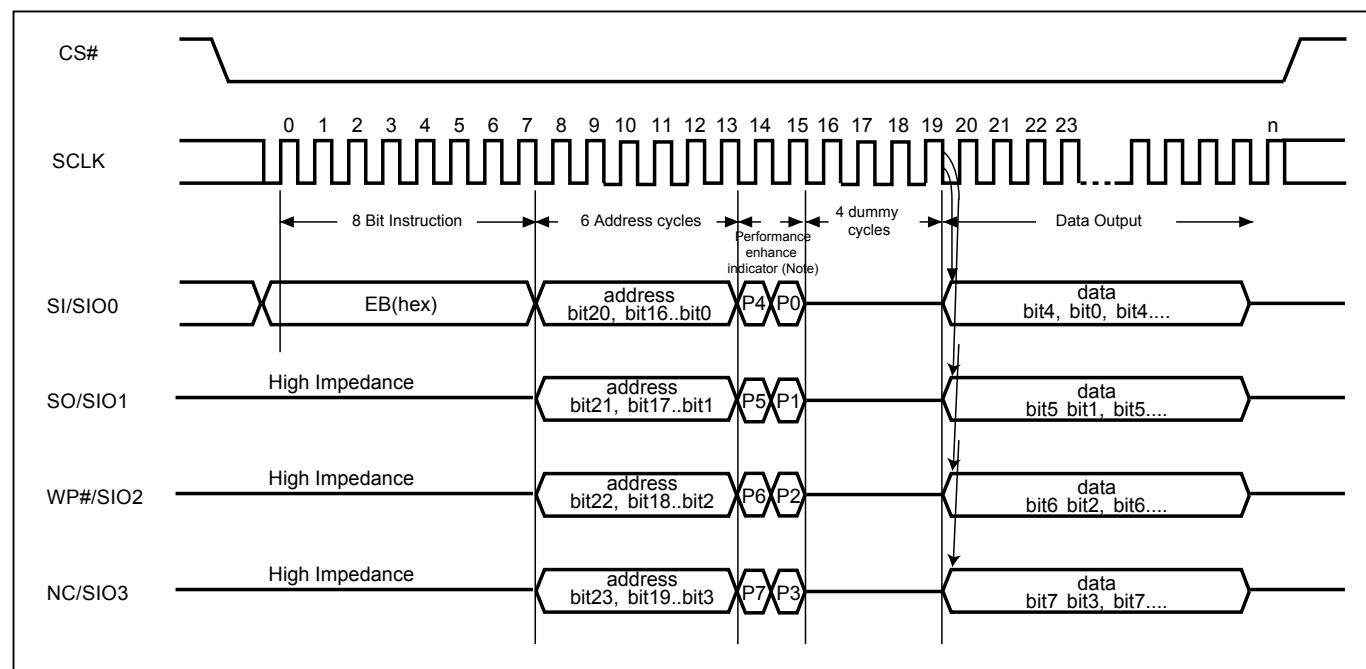 CS#
0 1 2 3 4 5 6 7 8 9 10 11 12 13 14 15 16 17 18 19 20 21 22 23 n
SCLK
8 Bit Instruction
6 Address cycles
Performance
enhance
indicator (Note)
4 dummy
cycles
Data Output
SI/SIO0
EB(hex)
address
bit20, bit16..bit0
P4 P0
data
bit4, bit0, bit4....
SO/SIO1
High Impedance
address
bit21, bit17..bit1
P5 P1
data
bit5 bit1, bit5....
WP#/SIO2
High Impedance
address
bit22, bit18..bit2
P6 P2
data
bit6 bit2, bit6....
NC/SIO3
High Impedance
address
bit23, bit19..bit3
P7 P3
data
bit7 bit3, bit7....